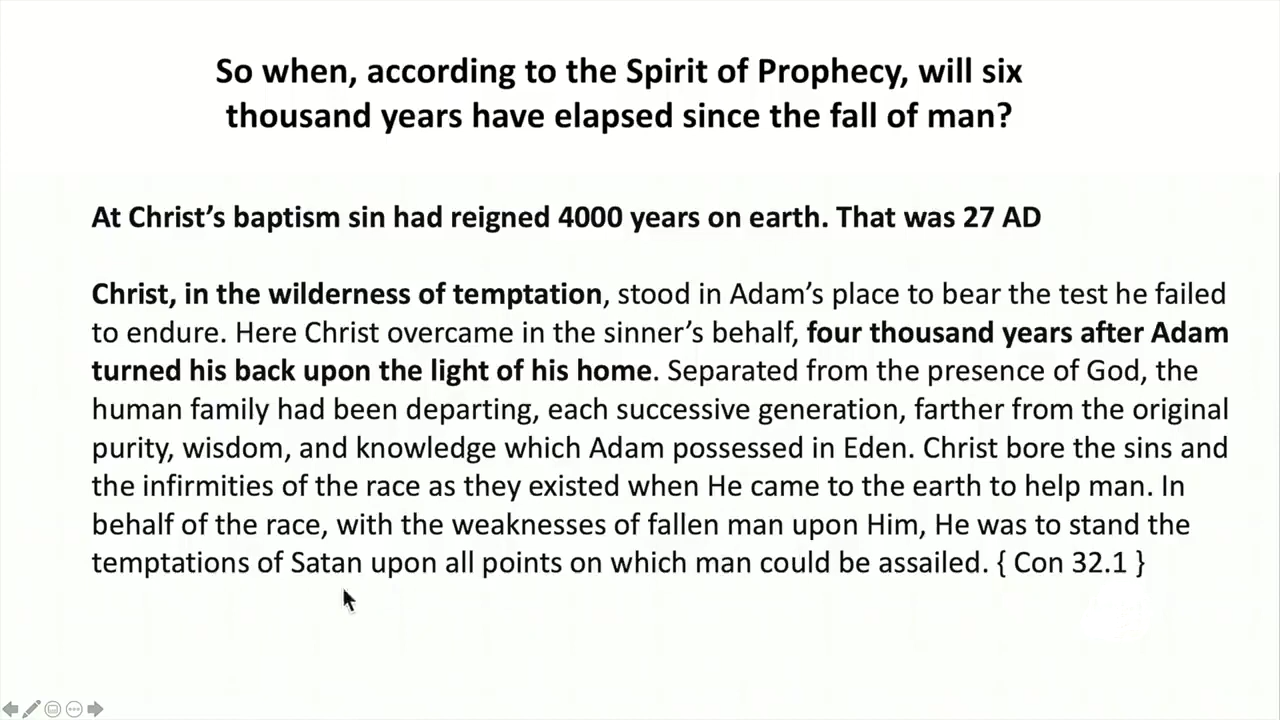 So when, according to the Spirit of Prophecy, will six
thousand years have elapsed since the fall of man?
At Christ’s baptism sin had reigned 4000 years on earth. That was 27 AD
Christ, in the wilderness of temptation, stood in Adam’s place to bear the test he failed
to endure. Here Christ overcame in the sinner’s behalf, four thousand years after Adam
turned his back upon the light of his home. Separated from the presence of God, the
human family had been departing, each successive generation, farther from the original
purity, wisdom, and knowledge which Adam possessed in Eden. Christ bore the sins and
the infirmities of the race as they existed when He came to the earth to help man. In
behalf of the race, with the weaknesses of fallen man upon Him, He was to stand the
temptations of Satan upon all points on which man could be assailed. { Con 32.1 }